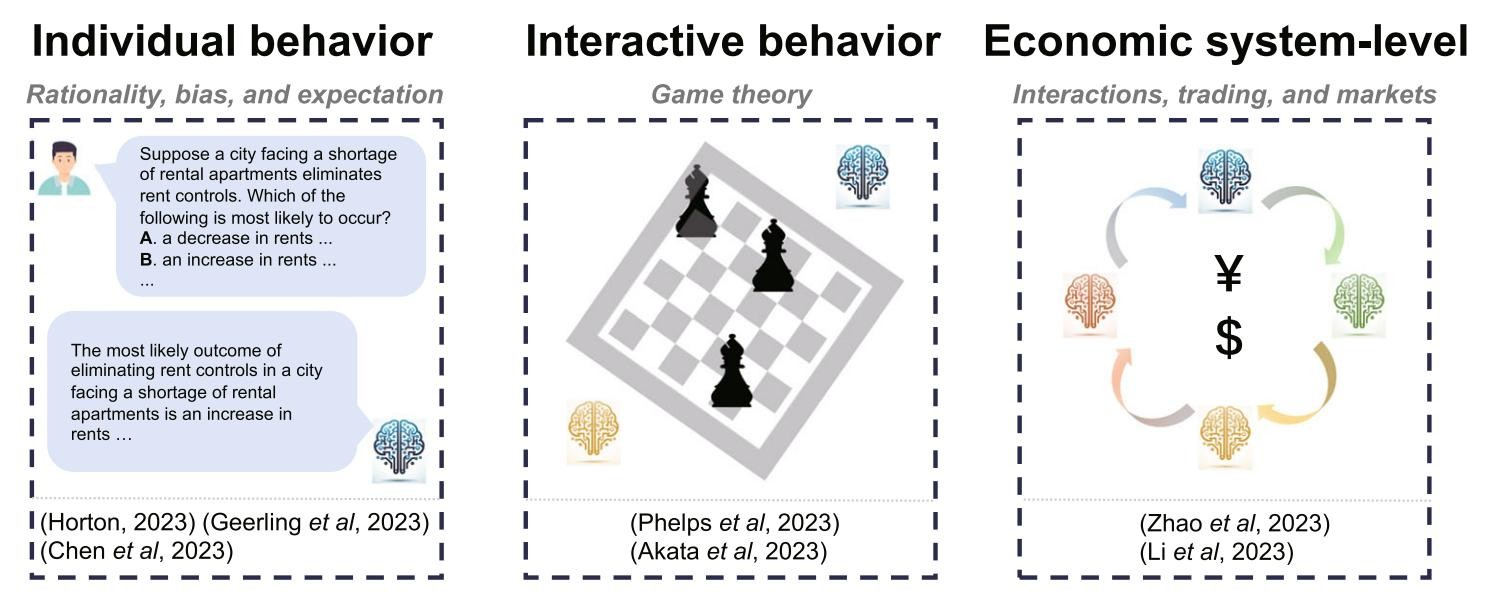 Individual behavior
Rationality, bias, and expectation
Suppose a city facing a shortage
of rental apartments eliminates
rent controls. Which of the
following is most likely to occur?
A. a decrease in rents ...
B. an increase in rents ...
...
The most likely outcome of
eliminating rent controls in a city
facing a shortage of rental
apartments is an increase in
rents …
(Horton, 2023) (Geerling et al, 2023)
(Chen et al, 2023)
Interactive behavior
Game theory
(Phelps et al, 2023)
(Akata et al, 2023)
Economic system-level
Interactions, trading, and markets
¥
$
(Zhao et al, 2023)
(Li et al, 2023)